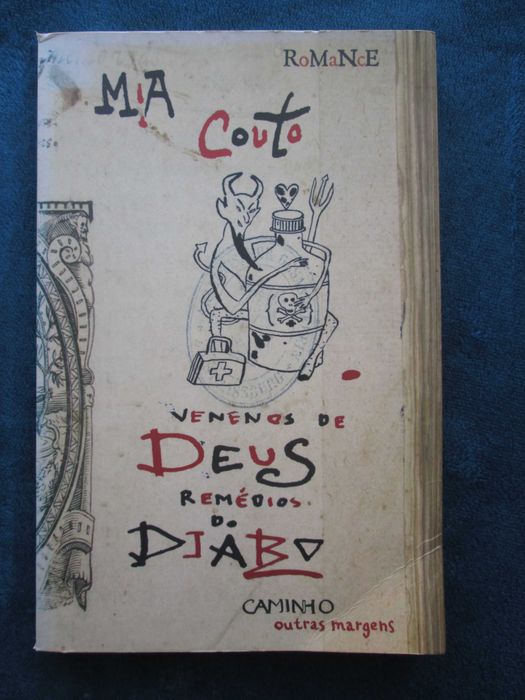 RoMaNcE
MiA
Couto
VENENOS DE
DEUS
REMÉDIOS
DO
DIABO
CAMINHO
outras margens